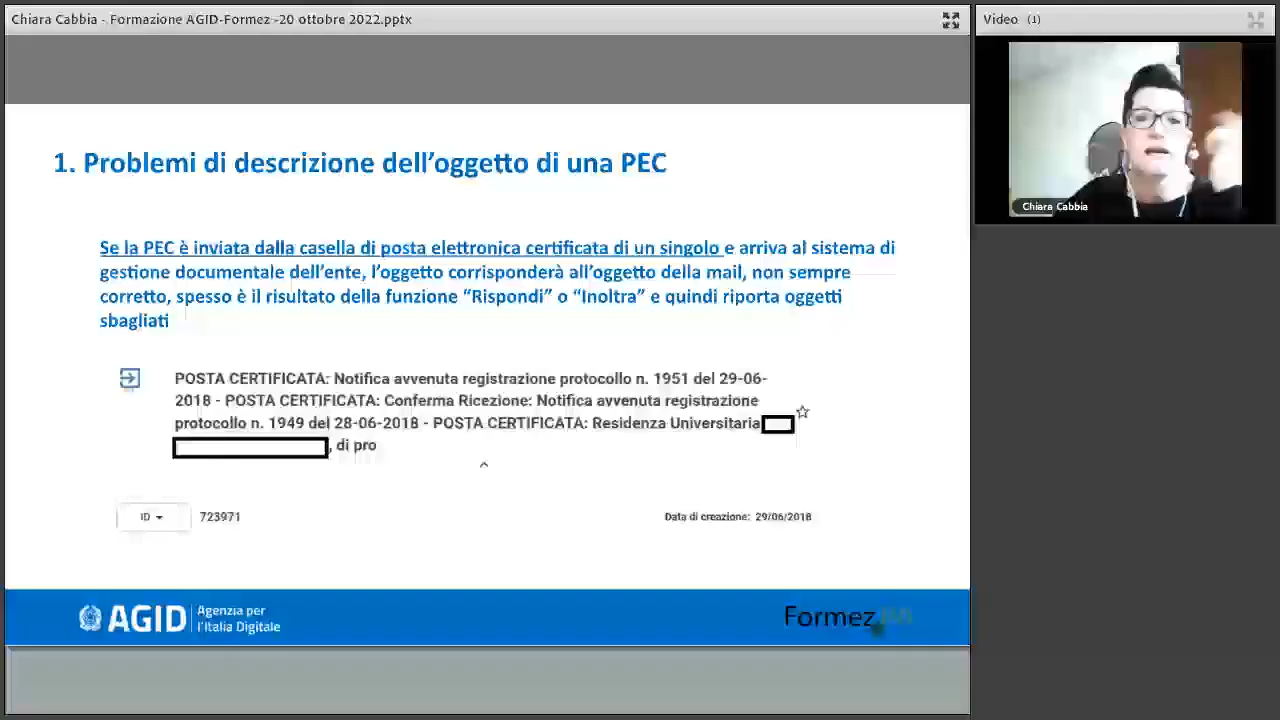 Chiara Cabbia - Formazione AGID-Formez -20 ottobre 2022.pptx
Video (1)
Chiara Cabbia
1. Problemi di descrizione dell'oggetto di una PEC
Se la PEC è inviata dalla casella di posta elettronica certificata di un singolo e arriva al sistema di
gestione documentale dell'ente, l'oggetto corrisponderà all'oggetto della mail, non sempre
corretto, spesso è il risultato della funzione "Rispondi" o "Inoltra" e quindi riporta oggetti
sbagliati
POSTA CERTIFICATA: Notifica avvenuta registrazione protocollo n. 1951 del 29-06-
2018 - POSTA CERTIFICATA: Conferma Ricezione: Notifica avvenuta registrazione
protocollo n. 1949 del 28-06-2018 - POSTA CERTIFICATA: Residenza Universitaria
, di pro
ID
723971
Data di creazione: 29/06/2018
AGID
Agenzia per
l'Italia Digitale
Formez